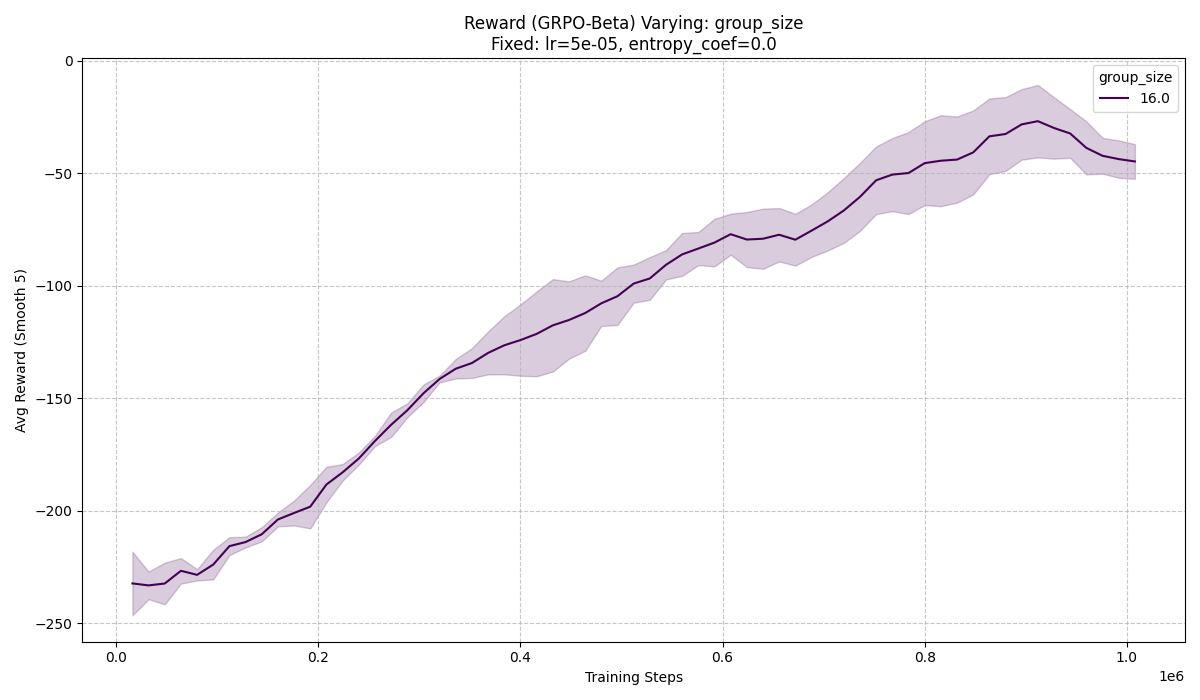 Reward (GRPO-Beta) Varying: group_size
Fixed: lr=5e-05, entropy_coef=0.0
group_size
16.0
Avg Reward (Smooth 5)
0
−50
−100
−150
−200
−250
0.0 0.2 0.4 0.6 0.8 1.0
1e6
Training Steps